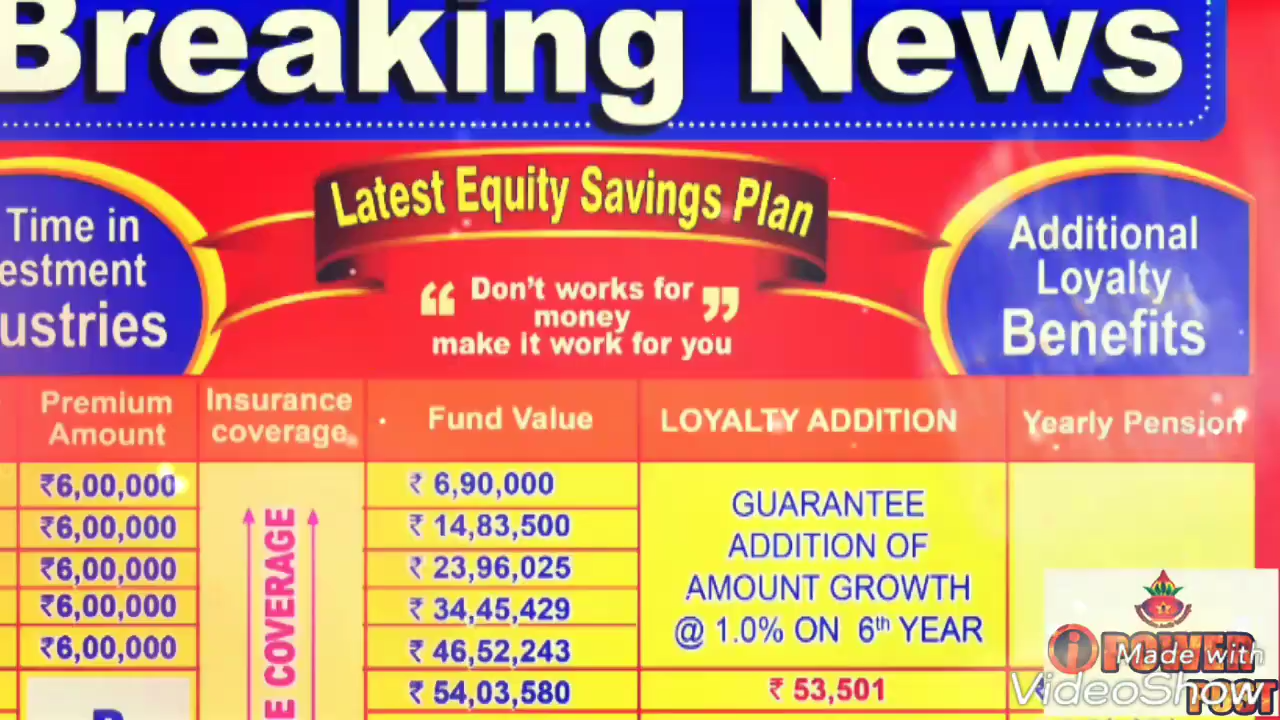 Breaking News
Time in
estment
ustries
Latest Equity Savings Plan
“ Don’t works for ”
money
make it work for you
Additional
Loyalty
Benefits
Premium
Amount
Insurance
coverage
Fund Value
LOYALTY ADDITION
Yearly Pension
₹6,00,000
₹ 6,90,000
₹6,00,000
₹ 14,83,500
₹6,00,000
₹ 23,96,025
₹6,00,000
₹ 34,45,429
₹6,00,000
₹ 46,52,243
₹ 54,03,580
E COVERAGE
GUARANTEE
ADDITION OF
AMOUNT GROWTH
@ 1.0% ON 6th YEAR
₹ 53,501
i POWER
POST
Made with
VideoShow